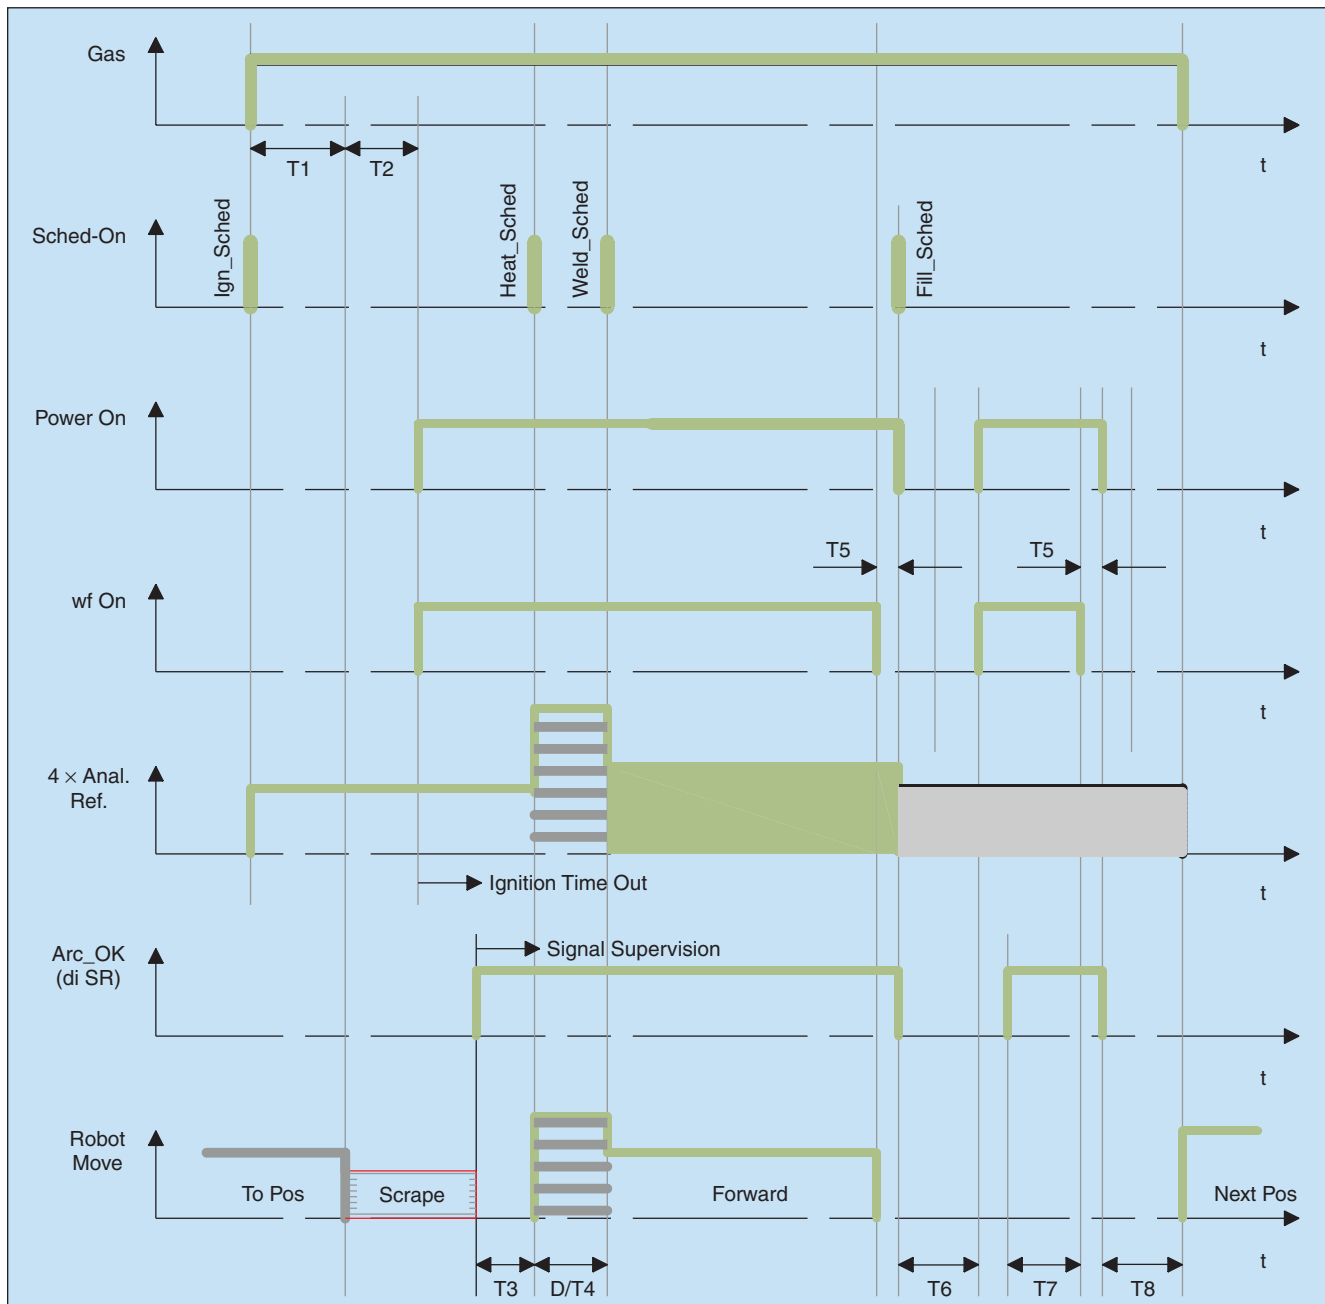 Gas
T1
T2
t
Sched-On
Ign_Sched
Heat_Sched
Weld_Sched
Fill_Sched
t
Power On
t
T5
T5
wf On
t
4 × Anal.
Ref.
Ignition Time Out
t
Arc_OK
(di SR)
Signal Supervision
t
Robot
Move
To Pos
Scrape
Forward
Next Pos
t
T3
D/T4
T6
T7
T8